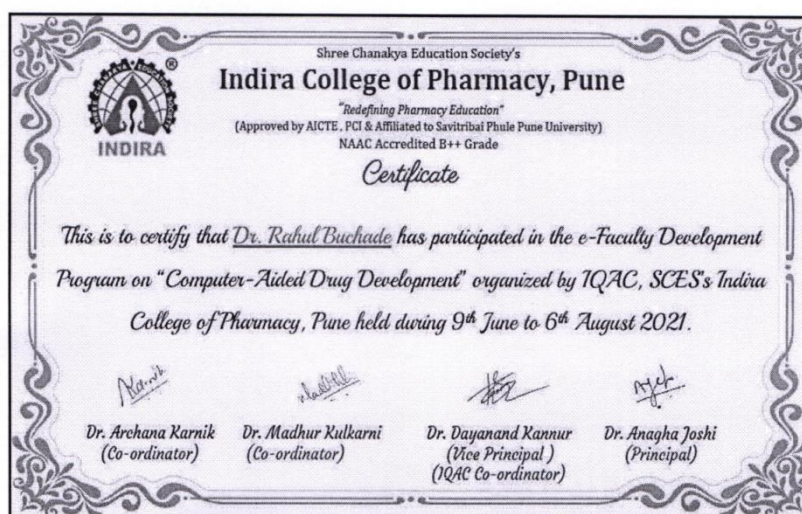 Shree Chanakya Education Society's
Indira College of Pharmacy, Pune
"Redefining Pharmacy Education"
(Approved by AICTE , PCI & Affiliated to Savitribai Phule Pune University)
NAAC Accredited B++ Grade
®
INDIRA
Certificate
This is to certify that Dr. Rahul Buchade has participated in the e-Faculty Development
Program on "Computer-Aided Drug Development" organized by IQAC, SCES's Indira
College of Pharmacy, Pune held during 9th June to 6th August 2021.
Dr. Archana Karnik
(Co-ordinator)
Dr. Madhur Kulkarni
(Co-ordinator)
Dr. Dayanand Kannur
(Vice Principal )
(IQAC Co-ordinator)
Dr. Anagha Joshi
(Principal)